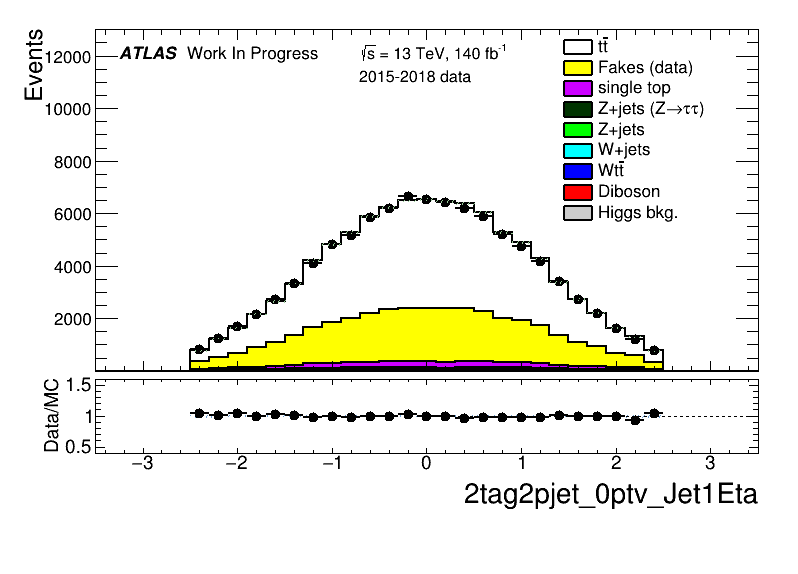 Events
12000
10000
8000
6000
4000
2000
ATLAS Work In Progress
√s = 13 TeV, 140 fb⁻¹
2015-2018 data
tt̄
Fakes (data)
single top
Z+jets (Z→ττ)
Z+jets
W+jets
Wtt̄
Diboson
Higgs bkg.
Data/MC
1.5
1
0.5
−3 −2 −1 0 1 2 3
2tag2pjet_0ptv_Jet1Eta